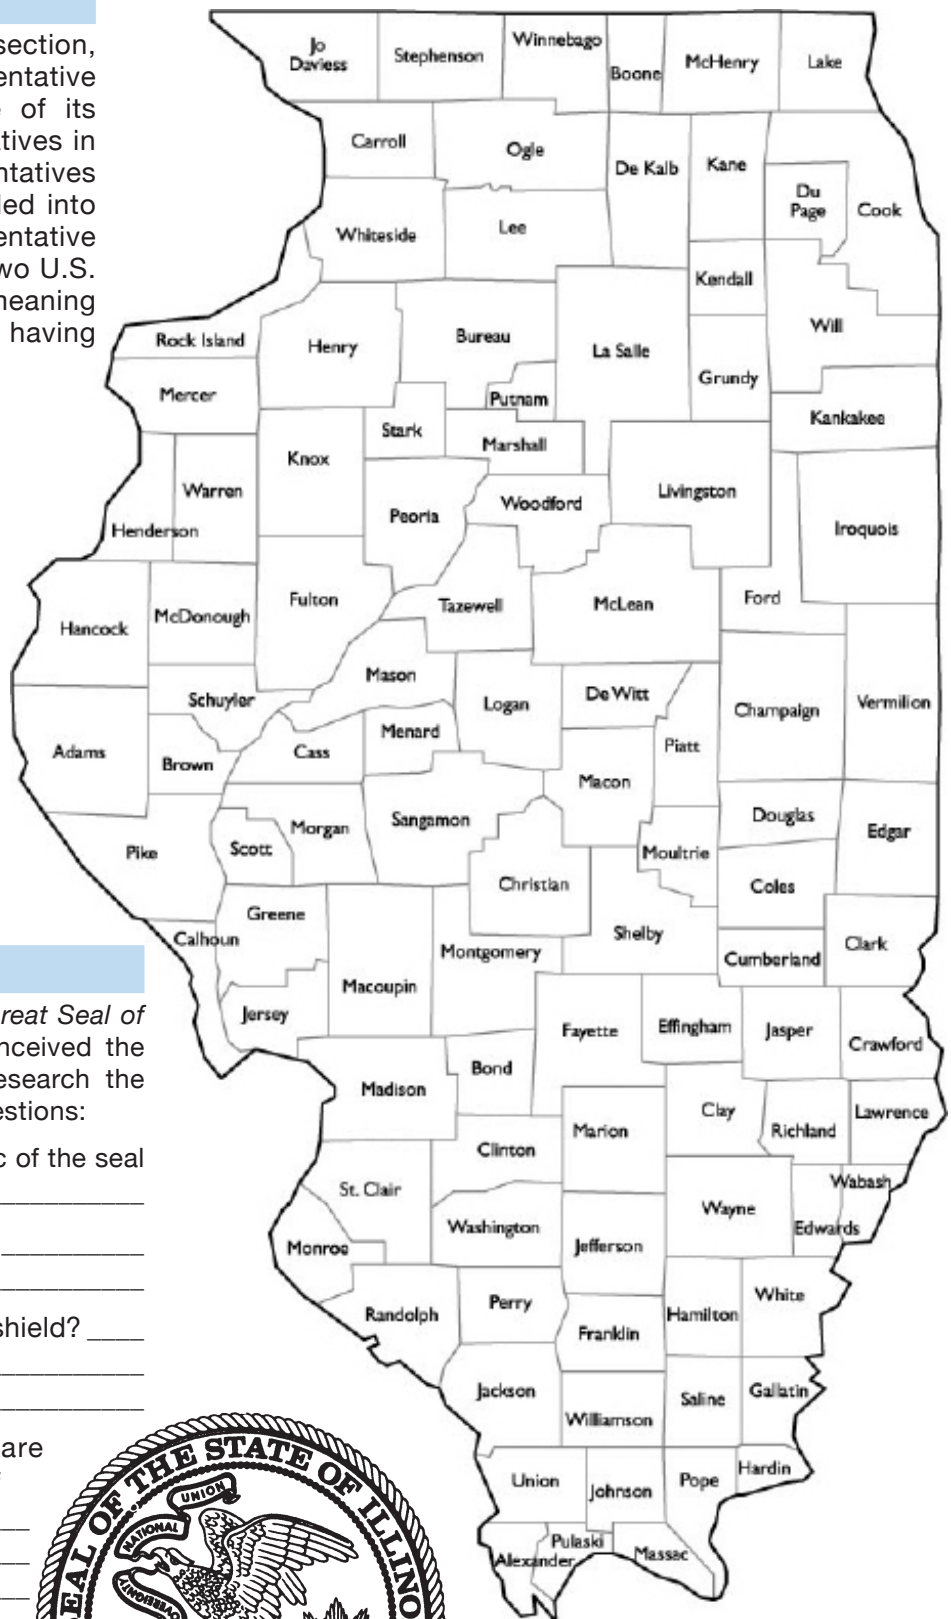 section,
entative
of its
tives in
ntatives
led into
entative
wo U.S.
meaning
having
reat Seal of
nceived the
esearch the
estions:
c of the seal
shield? ____
are
Jo
Daviess
Stephenson
Winnebago
Boone
McHenry
Lake
Carroll
Ogle
De Kalb
Kane
Du
Page
Cook
Whiteside
Lee
Kendall
Will
Rock Island
Henry
Bureau
La Salle
Grundy
Mercer
Putnam
Kankakee
Stark
Marshall
Knox
Warren
Peoria
Woodford
Livingston
Iroquois
Henderson
Hancock
McDonough
Fulton
Tazewell
McLean
Ford
Mason
Schuyler
Logan
De Witt
Champaign
Vermilion
Adams
Brown
Cass
Menard
Piatt
Macon
Pike
Scott
Morgan
Sangamon
Moultrie
Douglas
Edgar
Christian
Coles
Greene
Calhoun
Shelby
Clark
Montgomery
Cumberland
Macoupin
Jersey
Fayette
Effingham
Jasper
Crawford
Madison
Bond
Clay
Richland
Lawrence
Marion
Clinton
St. Clair
Wayne
Wabash
Edwards
Washington
Jefferson
Monroe
Randolph
Perry
Franklin
Hamilton
White
Jackson
Williamson
Saline
Gallatin
Union
Johnson
Pope
Hardin
Pulaski
Alexander
Massac
EAL OF THE STATE OF ILLINO
UNION
NATIONAL
SOVEREIGNTY